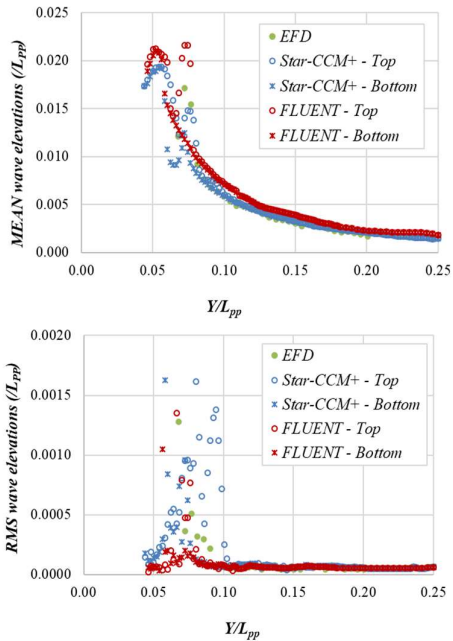 MEAN wave elevations (/Lpp)
0.025
0.020
0.015
0.010
0.005
0.000
EFD
Star-CCM+ - Top
Star-CCM+ - Bottom
FLUENT - Top
FLUENT - Bottom
0.00 0.05 0.10 0.15 0.20 0.25
Y/Lpp
RMS wave elevations (/Lpp)
0.0020
0.0015
0.0010
0.0005
0.0000
EFD
Star-CCM+ - Top
Star-CCM+ - Bottom
FLUENT - Top
FLUENT - Bottom
0.00 0.05 0.10 0.15 0.20 0.25
Y/Lpp